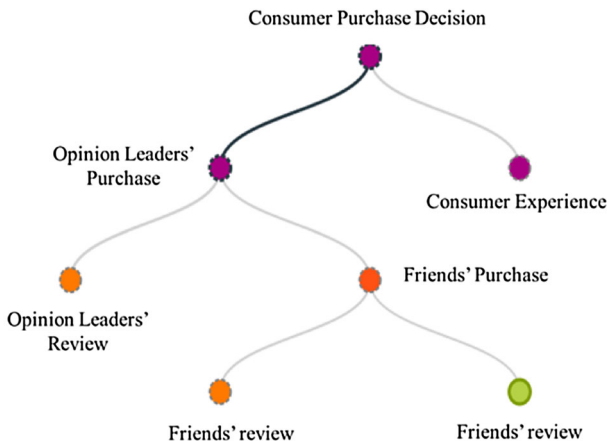 Consumer Purchase Decision
Opinion Leaders’
Purchase
Consumer Experience
Friends’ Purchase
Opinion Leaders’
Review
Friends’ review
Friends’ review